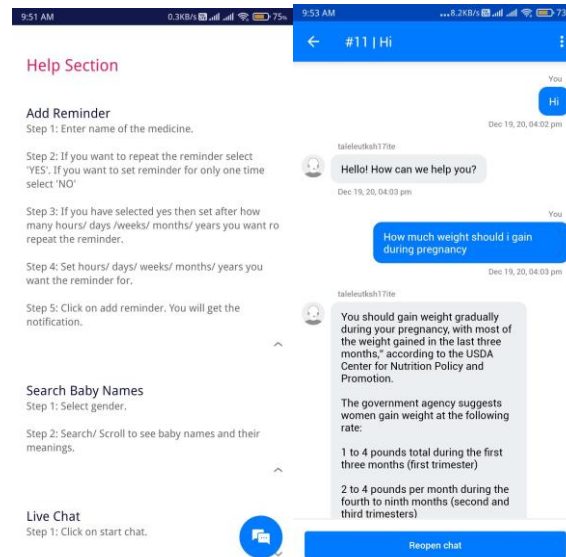 9:51 AM
0.3KB/s
75%
Help Section
Add Reminder
Step 1: Enter name of the medicine.
Step 2: If you want to repeat the reminder select
'YES'. If you want to set reminder for only one time
select 'NO'
Step 3: If you have selected yes then set after how
many hours/ days /weeks/ months/ years you want ro
repeat the reminder.
Step 4: Set hours/ days/ weeks/ months/ years you
want the reminder for.
Step 5: Click on add reminder. You will get the
notification.
Search Baby Names
Step 1: Select gender.
Step 2: Search/ Scroll to see baby names and their
meanings.
Live Chat
Step 1: Click on start chat.
9:53 AM
...8.2KB/s
73
#11 | Hi
You
Hi
Dec 19, 20, 04:02 pm
taleleutksh17ite
Hello! How can we help you?
Dec 19, 20, 04:03 pm
You
How much weight should i gain
during pregnancy
Dec 19, 20, 04:03 pm
taleleutksh17ite
You should gain weight gradually
during your pregnancy, with most of
the weight gained in the last three
months," according to the USDA
Center for Nutrition Policy and
Promotion.
The government agency suggests
women gain weight at the following
rate:
1 to 4 pounds total during the first
three months (first trimester)
2 to 4 pounds per month during the
fourth to ninth months (second and
third trimesters)
Reopen chat